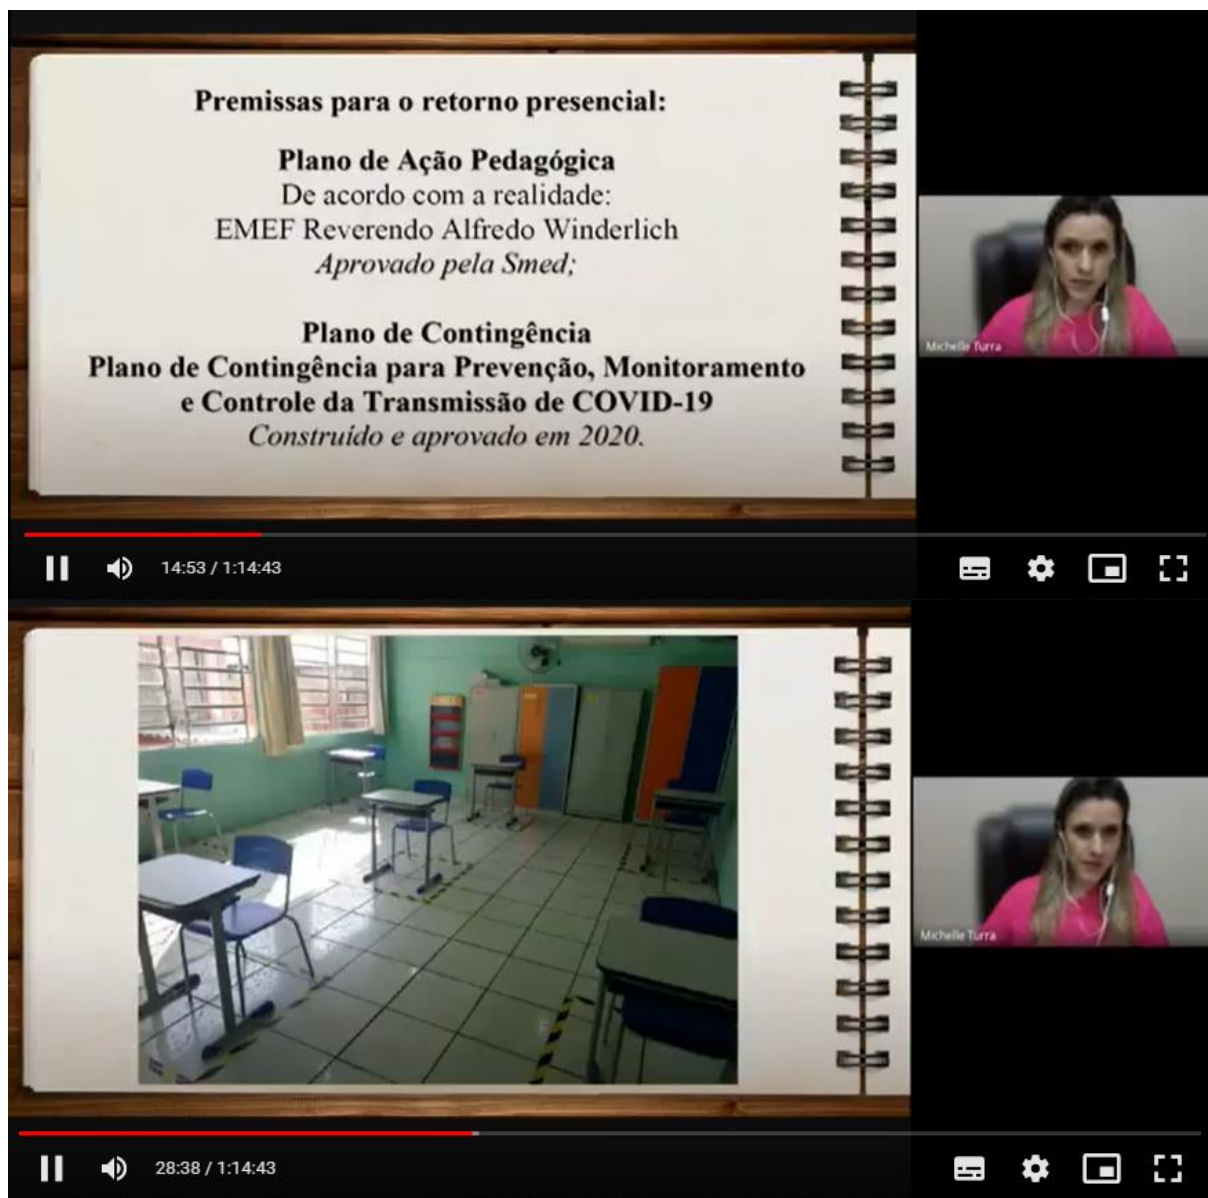 Premissas para o retorno presencial:
Plano de Ação Pedagógica
De acordo com a realidade:
EMEF Reverendo Alfredo Winderlich
Aprovado pela Smed;
Plano de Contingência
Plano de Contingência para Prevenção, Monitoramento
e Controle da Transmissão de COVID-19
Construído e aprovado em 2020.
Michelle Turra
14:53 / 1:14:43
Michelle Turra
28:38 / 1:14:43